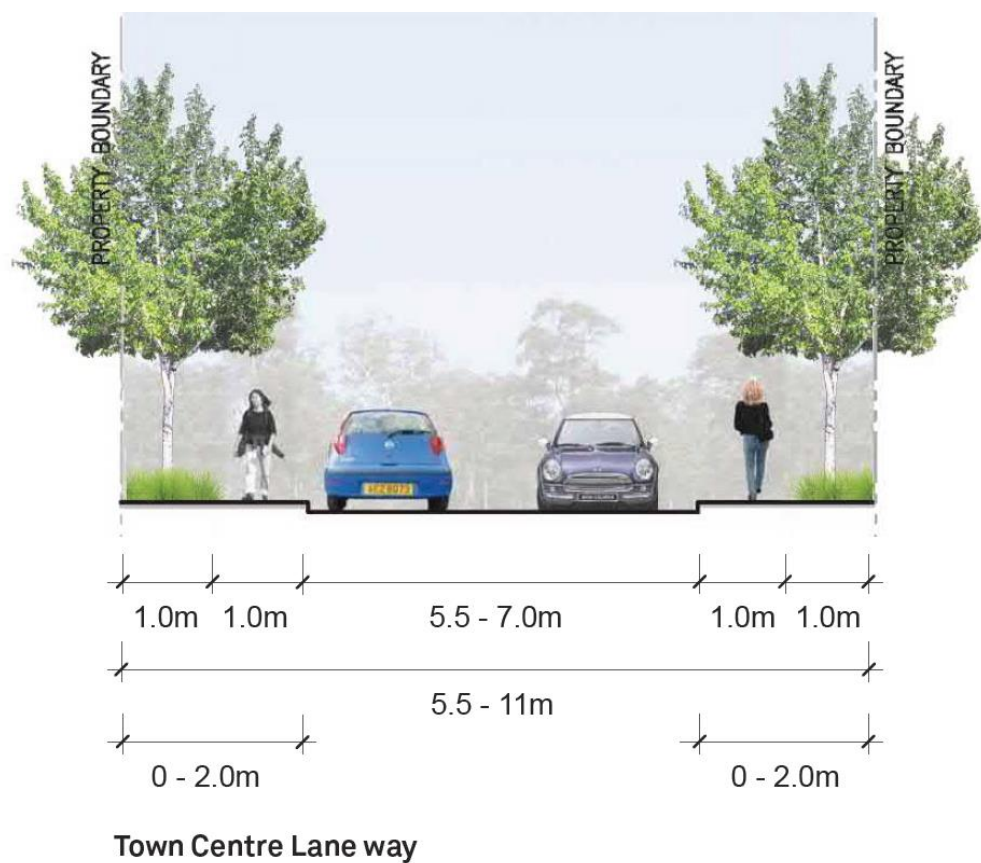 PROPERTY BOUNDARY
PROPERTY BOUNDARY
1.0m 1.0m 5.5 - 7.0m 1.0m 1.0m
5.5 - 11m
0 - 2.0m 0 - 2.0m
Town Centre Lane way